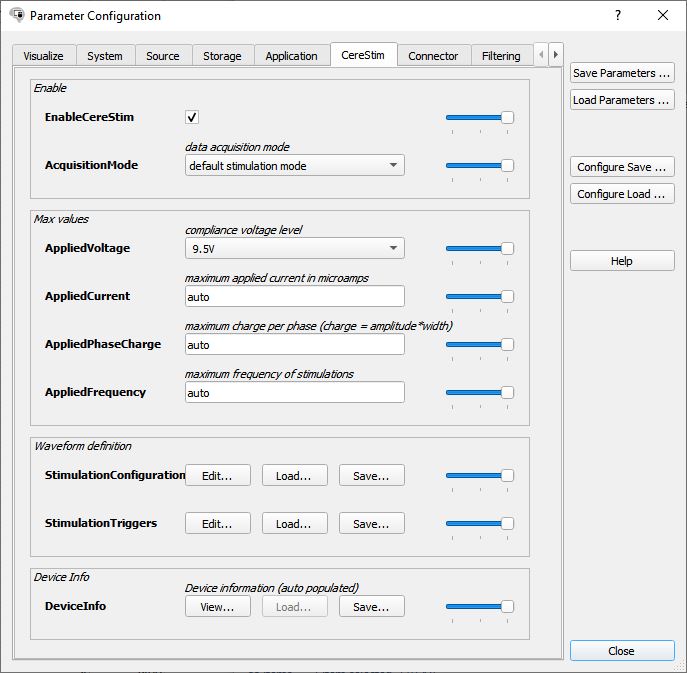 Parameter Configuration
?
Visualize System Source Storage Application CereStim Connector Filtering
Save Parameters ...
Load Parameters ...
Configure Save ...
Configure Load ...
Help
Close
Enable
EnableCereStim
data acquisition mode
AcquisitionMode default stimulation mode
Max values
compliance voltage level
AppliedVoltage 9.5V
maximum applied current in microamps
AppliedCurrent auto
maximum charge per phase (charge = amplitude*width)
AppliedPhaseCharge auto
maximum frequency of stimulations
AppliedFrequency auto
Waveform definition
StimulationConfiguration Edit... Load... Save...
StimulationTriggers Edit... Load... Save...
Device Info
Device information (auto populated)
DeviceInfo View... Load... Save...